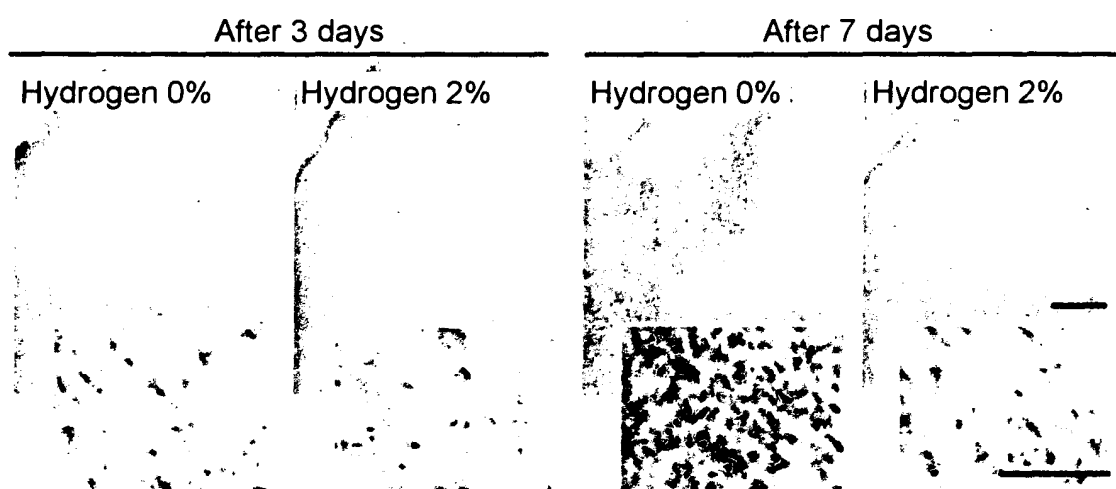 After 3 days
After 7 days
Hydrogen 0%
Hydrogen 2%
Hydrogen 0%
Hydrogen 2%